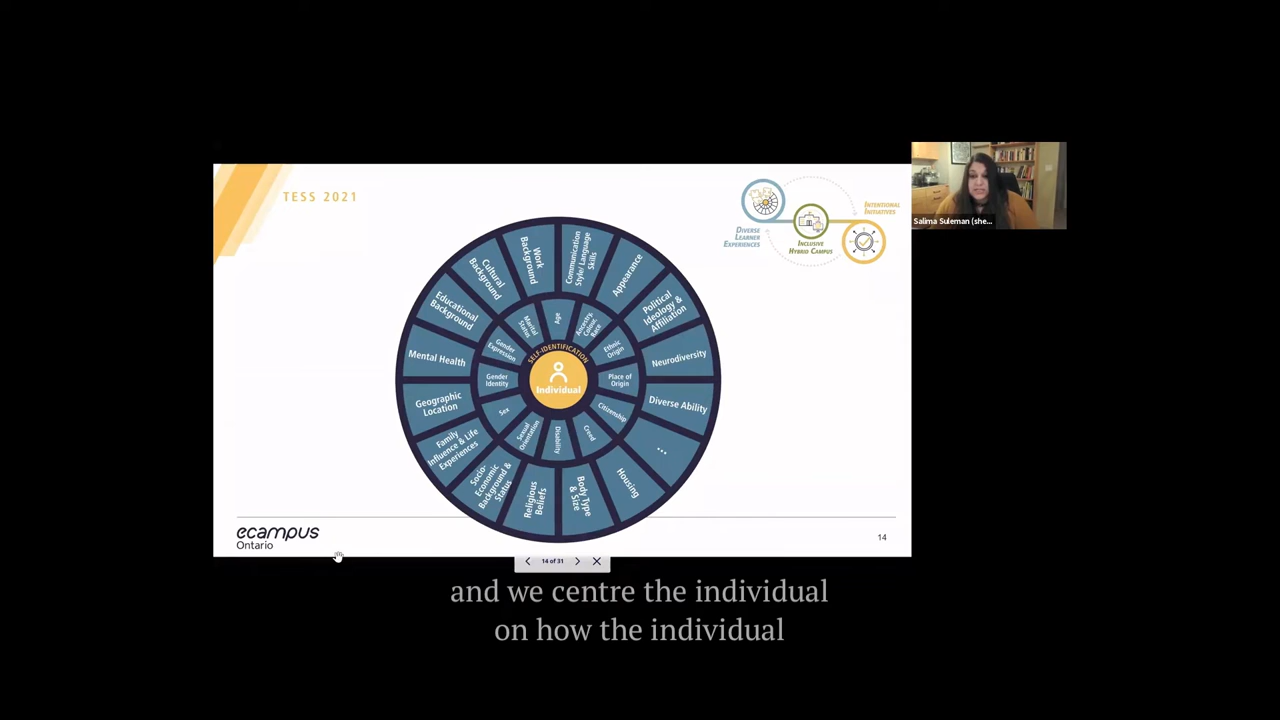 TESS 2021
DIVERSE
LEARNER
EXPERIENCES
INCLUSIVE
HYBRID CAMPUS
INTENTIONAL
INITIATIVES
Salima Suleman (she...
Communication
Style/ Language
Skills
Appearance
Political
Ideology &
Affiliation
Neurodiversity
Diverse Ability
...
Housing
Body Type
& Size
Religious
Beliefs
Socio-
Economic
Background &
Status
Family
Influence & Life
Experiences
Geographic
Location
Mental Health
Educational
Background
Cultural
Background
Work
Background
Age
Ancestry,
Colour,
Race
Ethnic
Origin
Place of
Origin
Citizenship
Creed
Disability
Sexual
Orientation
Sex
Gender
Identity
Gender
Expression
Marital
Status
SELF-IDENTIFICATION
Individual
ecampus
Ontario
14
14 of 31
and we centre the individual
on how the individual